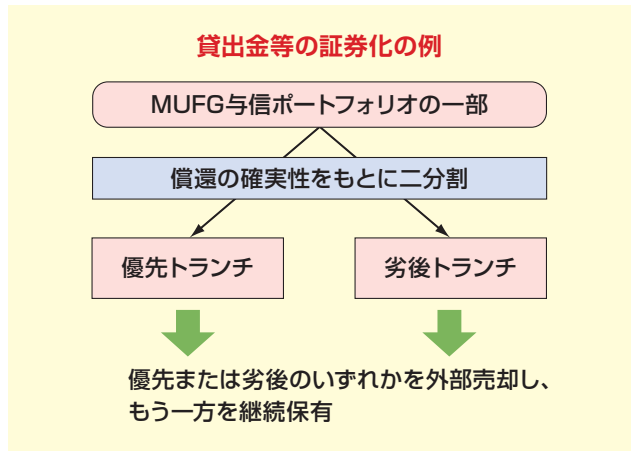 貸出金等の証券化の例
MUFG与信ポートフォリオの一部
償還の確実性をもとに二分割
優先トランチ
劣後トランチ
優先または劣後のいずれかを外部売却し、
もう一方を継続保有